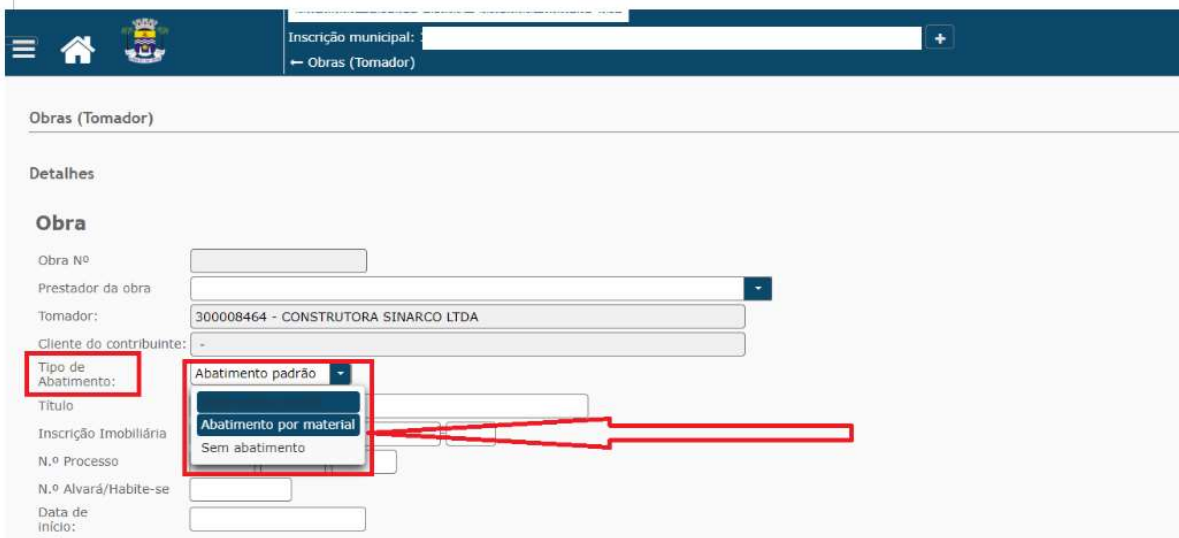 Inscrição municipal:
← Obras (Tomador)
Obras (Tomador)
Detalhes
Obra
Obra Nº
Prestador da obra
Tomador: 300008464 - CONSTRUTORA SINARCO LTDA
Cliente do contribuinte: -
Tipo de Abatimento: Abatimento padrão
Abatimento por material
Sem abatimento
Título
Inscrição Imobiliária
N.º Processo
N.º Alvará/Habite-se
Data de
início: